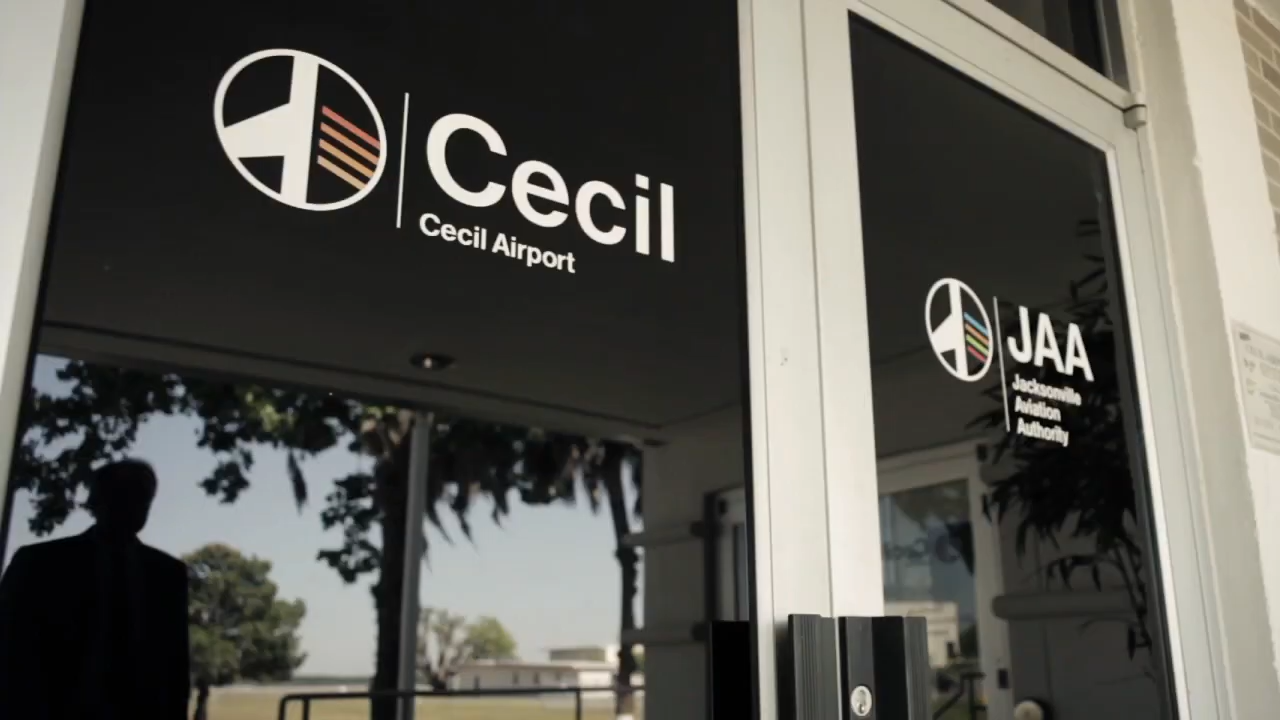 Cecil
Cecil Airport
JAA
Jacksonville
Aviation
Authority